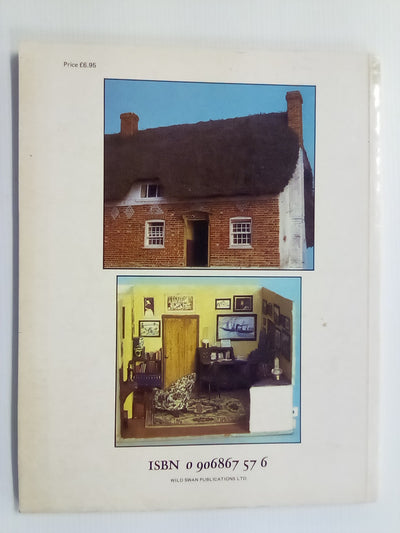 Price £6.95
ISBN 0 906867 57 6
WILD SWAN PUBLICATIONS LTD.